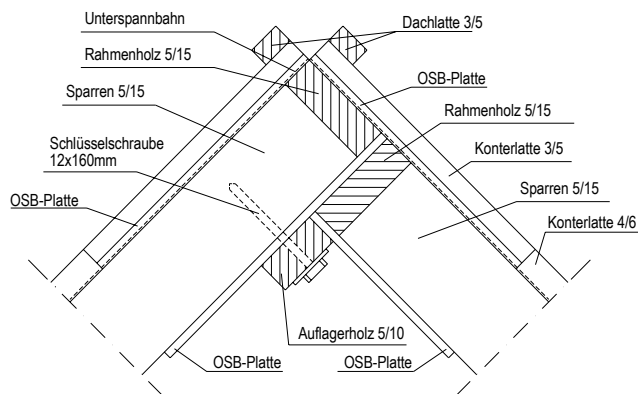 Unterspannbahn
Dachlatte 3/5
Rahmenholz 5/15
OSB-Platte
Sparren 5/15
Rahmenholz 5/15
Schlüsselschraube
12x160mm
Konterlatte 3/5
Sparren 5/15
OSB-Platte
Konterlatte 4/6
Auflagerholz 5/10
OSB-Platte
OSB-Platte